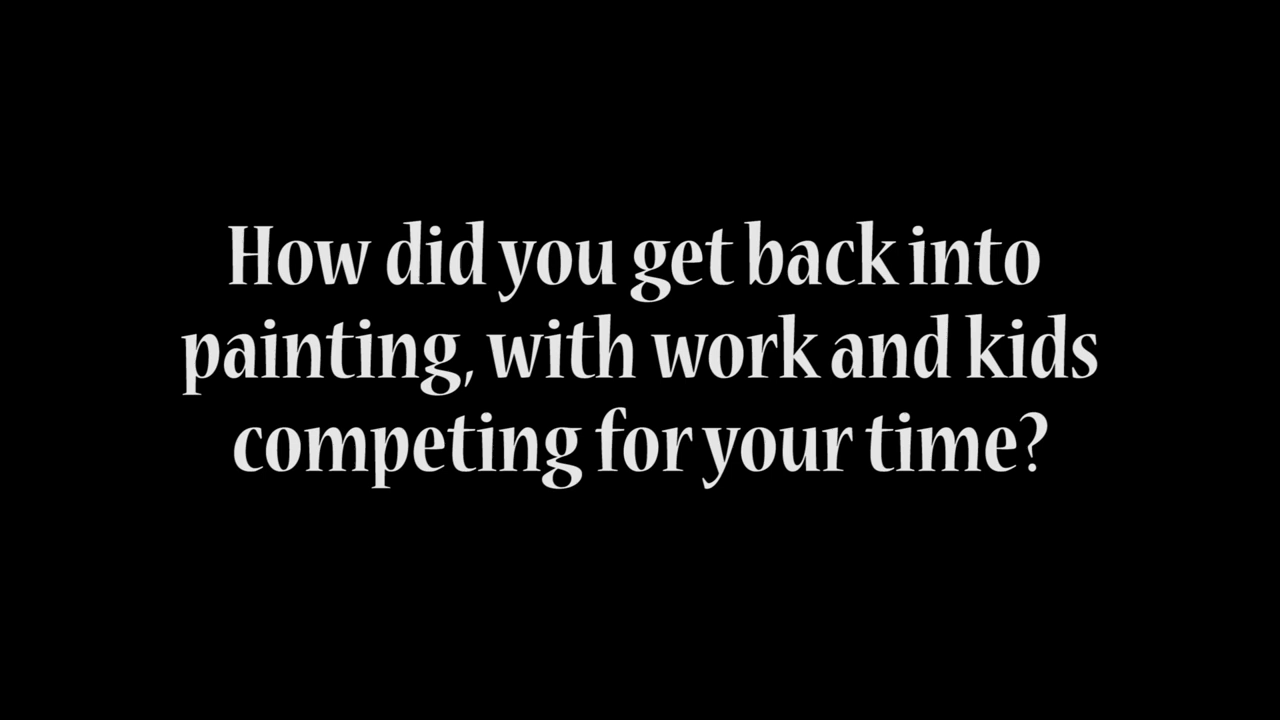 How did you get back into
painting, with work and kids
competing for your time?